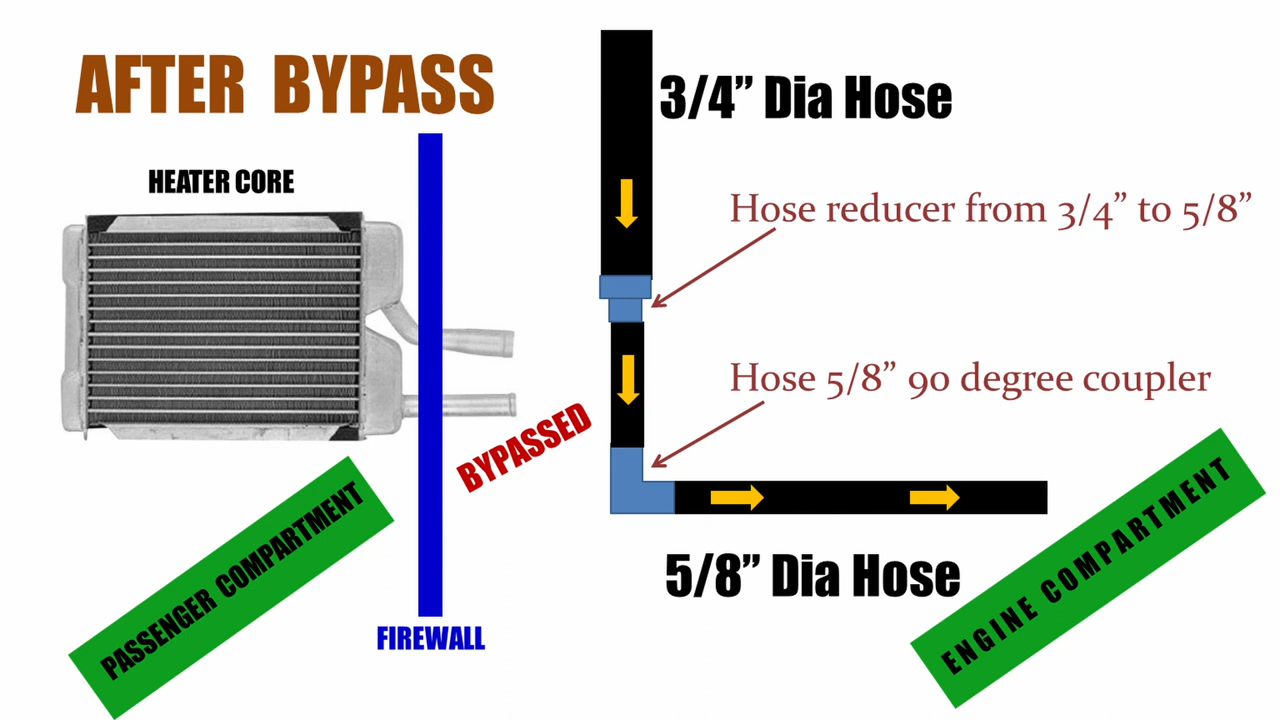 AFTER BYPASS
3/4” Dia Hose
HEATER CORE
Hose reducer from 3/4” to 5/8”
Hose 5/8” 90 degree coupler
BYPASSED
PASSENGER COMPARTMENT
ENGINE COMPARTMENT
5/8” Dia Hose
FIREWALL